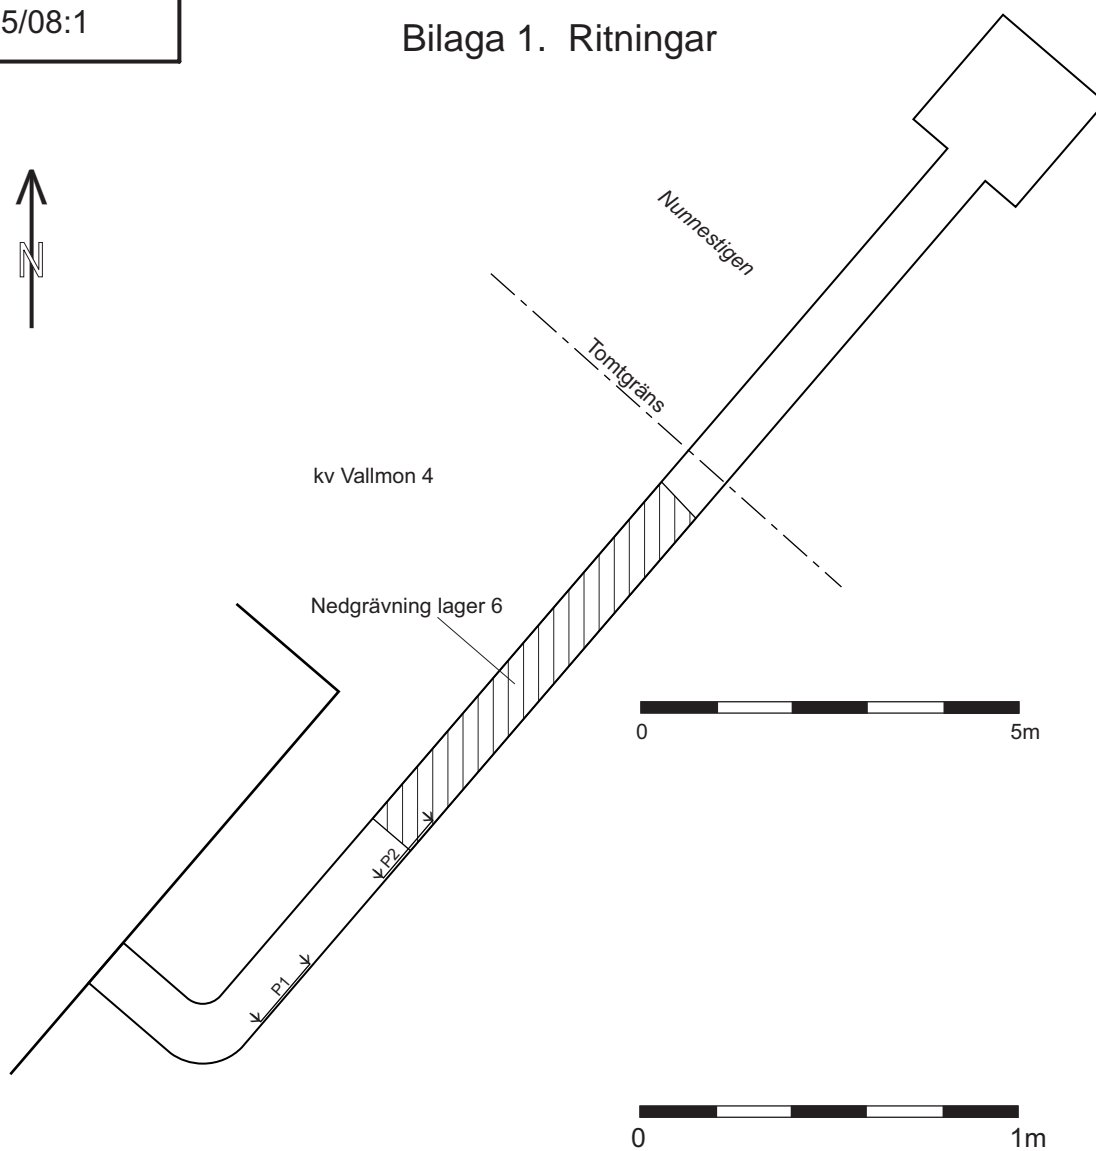 5/08:1
Bilaga 1. Ritningar
N
Nunnestigen
Tomtgräns
kv Vallmon 4
Nedgrävning lager 6
0 5m
P2
P1
0 1m